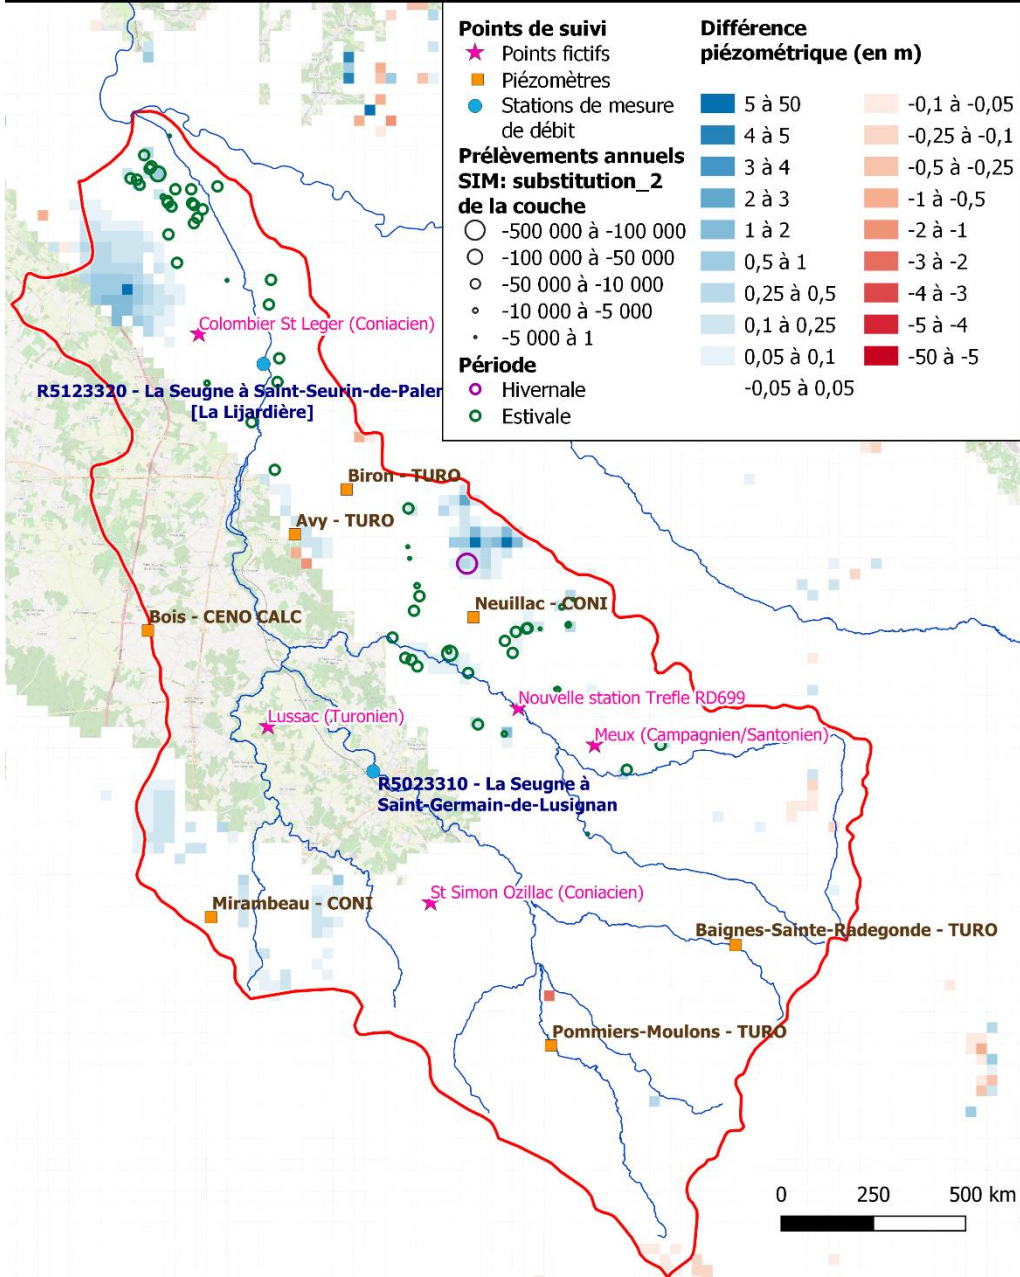 Points de suivi
Points fictifs
Piézomètres
Stations de mesure
de débit
Prélèvements annuels
SIM: substitution_2
de la couche
-500 000 à -100 000
-100 000 à -50 000
-50 000 à -10 000
-10 000 à -5 000
-5 000 à 1
Période
Hivernale
Estivale
Différence
piézométrique (en m)
5 à 50
4 à 5
3 à 4
2 à 3
1 à 2
0,5 à 1
0,25 à 0,5
0,1 à 0,25
0,05 à 0,1
-0,05 à 0,05
-0,1 à -0,05
-0,25 à -0,1
-0,5 à -0,25
-1 à -0,5
-2 à -1
-3 à -2
-4 à -3
-5 à -4
-50 à -5
Colombier St Leger (Coniacien)
R5123320 - La Seugne à Saint-Seurin-de-Paler
[La Lijardière]
Biron - TURO
Avy - TURO
Neuillac - CONI
Bois - CENO CALC
Nouvelle station Trefle RD699
Lussac (Turonien)
Meux (Campagnien/Santonien)
R5023310 - La Seugne à
Saint-Germain-de-Lusignan
St Simon Ozillac (Coniacien)
Mirambeau - CONI
Baignes-Sainte-Radegonde - TURO
Pommiers-Moulons - TURO
0 250 500 km